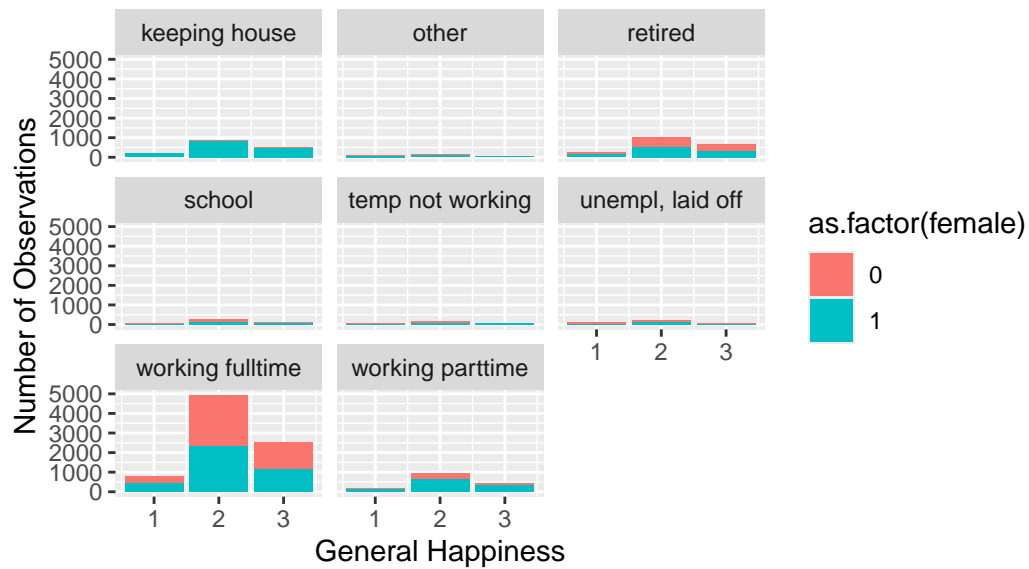 keeping house
other
retired
5000
4000
3000
2000
1000
0
school
temp not working
unempl, laid off
5000
4000
3000
2000
1000
0
1 2 3
working fulltime
working parttime
5000
4000
3000
2000
1000
0
1 2 3
1 2 3
General Happiness
Number of Observations
as.factor(female)
0
1